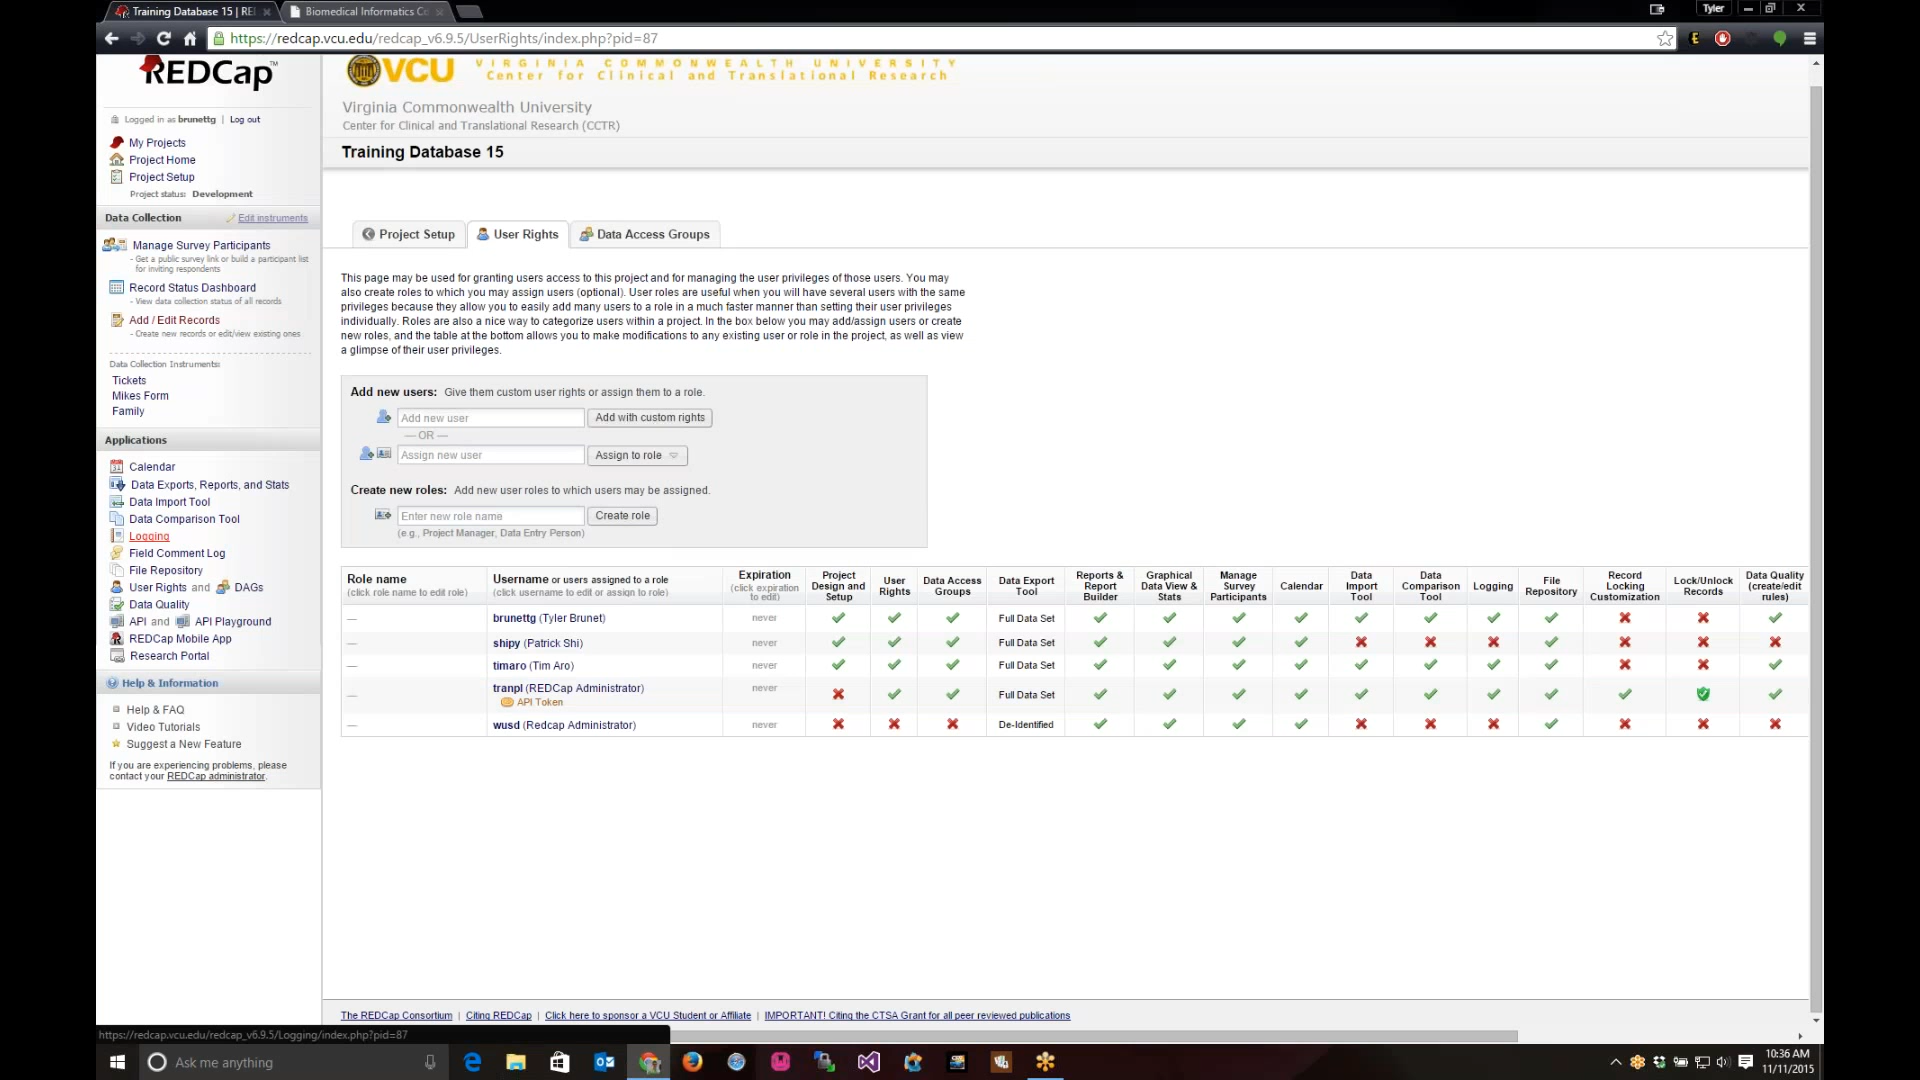 Training Database 15 | RE
Biomedical Informatics Co
Tyler
https://redcap.vcu.edu/redcap_v6.9.5/UserRights/index.php?pid=87
REDCap™
Logged in as brunettg | Log out
My Projects
Project Home
Project Setup
Project status: Development
Data Collection
Edit instruments
Manage Survey Participants
- Get a public survey link or build a participant list
for inviting respondents
Record Status Dashboard
- View data collection status of all records
Add / Edit Records
- Create new records or edit/view existing ones
Data Collection Instruments:
Tickets
Mikes Form
Family
Applications
Calendar
Data Exports, Reports, and Stats
Data Import Tool
Data Comparison Tool
Logging
Field Comment Log
File Repository
User Rights and DAGs
Data Quality
API and API Playground
REDCap Mobile App
Research Portal
Help & Information
Help & FAQ
Video Tutorials
Suggest a New Feature
If you are experiencing problems, please
contact your REDCap administrator.
VCU
VIRGINIA COMMONWEALTH UNIVERSITY
Center for Clinical and Translational Research
Virginia Commonwealth University
Center for Clinical and Translational Research (CCTR)
Training Database 15
Project Setup
User Rights
Data Access Groups
This page may be used for granting users access to this project and for managing the user privileges of those users. You may
also create roles to which you may assign users (optional). User roles are useful when you will have several users with the same
privileges because they allow you to easily add many users to a role in a much faster manner than setting their user privileges
individually. Roles are also a nice way to categorize users within a project. In the box below you may add/assign users or create
new roles, and the table at the bottom allows you to make modifications to any existing user or role in the project, as well as view
a glimpse of their user privileges.
Add new users: Give them custom user rights or assign them to a role.
Add new user
Add with custom rights
— OR —
Assign new user
Assign to role
Create new roles: Add new user roles to which users may be assigned.
Enter new role name
Create role
(e.g., Project Manager, Data Entry Person)
Role name
(click role name to edit role)
Username or users assigned to a role
(click username to edit or assign to role)
Expiration
(click expiration
to edit)
Project
Design and
Setup
User
Rights
Data Access
Groups
Data Export
Tool
Reports &
Report
Builder
Graphical
Data View &
Stats
Manage
Survey
Participants
Calendar
Data
Import
Tool
Data
Comparison
Tool
Logging
File
Repository
Record
Locking
Customization
Lock/Unlock
Records
Data Quality
(create/edit
rules)
— brunettg (Tyler Brunet) never Full Data Set
— shipy (Patrick Shi) never Full Data Set
— timaro (Tim Aro) never Full Data Set
— tranpl (REDCap Administrator) never Full Data Set
API Token
— wusd (Redcap Administrator) never De-Identified
The REDCap Consortium | Citing REDCap | Click here to sponsor a VCU Student or Affiliate | IMPORTANT! Citing the CTSA Grant for all peer reviewed publications
https://redcap.vcu.edu/redcap_v6.9.5/Logging/index.php?pid=87
Ask me anything
10:36 AM
11/11/2015